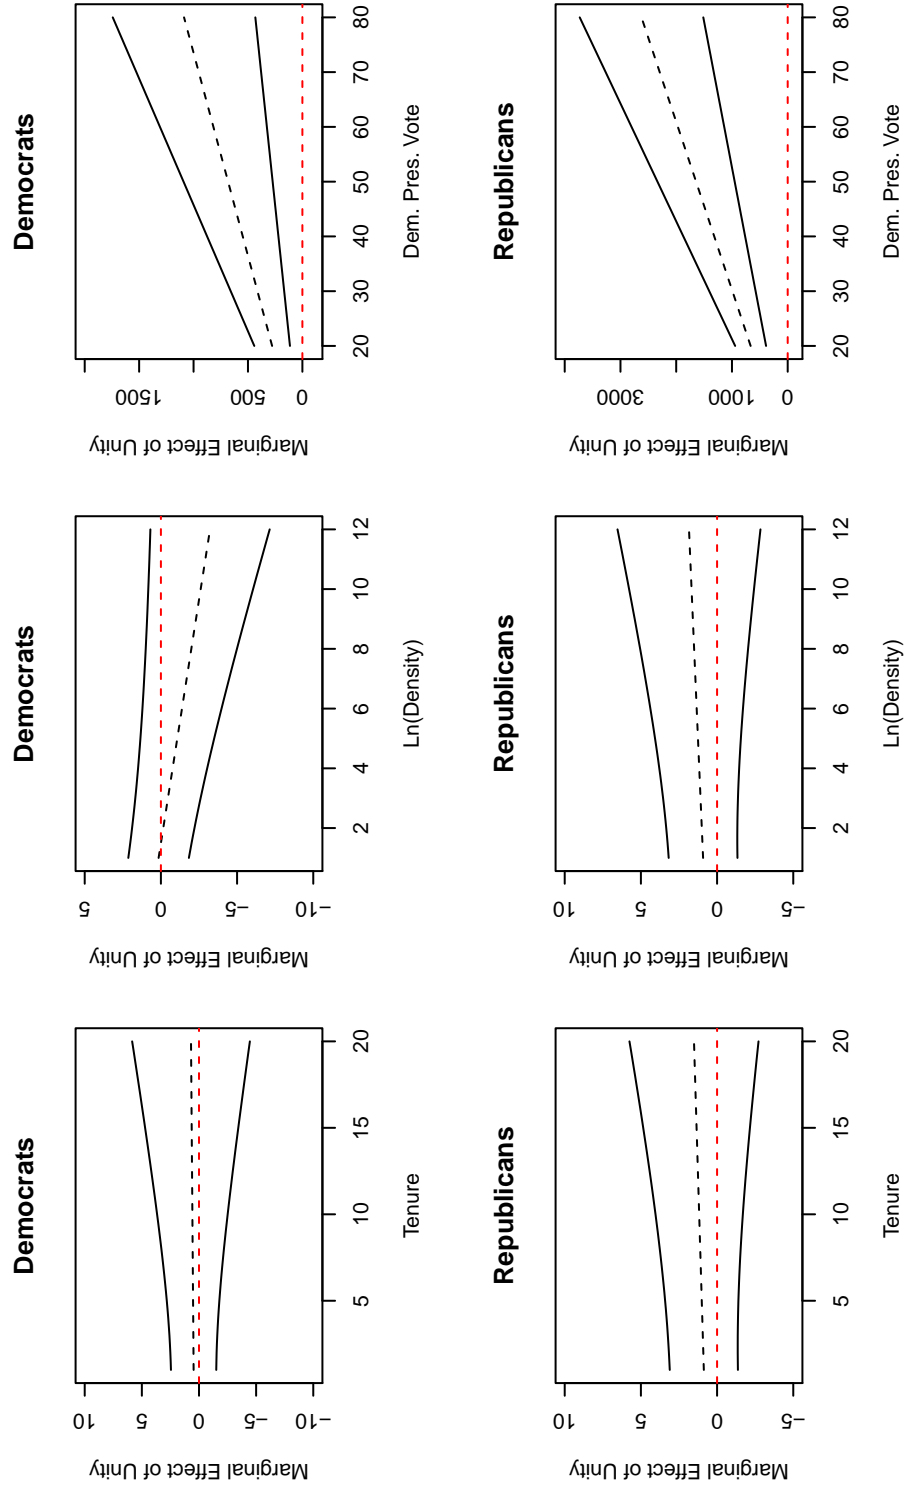 Democrats
Marginal Effect of Unity
10
5
0
−5
−10
5 10 15 20
Tenure
Democrats
Marginal Effect of Unity
5
0
−5
−10
2 4 6 8 10 12
Ln(Density)
Democrats
Marginal Effect of Unity
1500
500
0
20 30 40 50 60 70 80
Dem. Pres. Vote
Republicans
Marginal Effect of Unity
10
5
0
−5
5 10 15 20
Tenure
Republicans
Marginal Effect of Unity
10
5
0
−5
2 4 6 8 10 12
Ln(Density)
Republicans
Marginal Effect of Unity
3000
1000
0
20 30 40 50 60 70 80
Dem. Pres. Vote